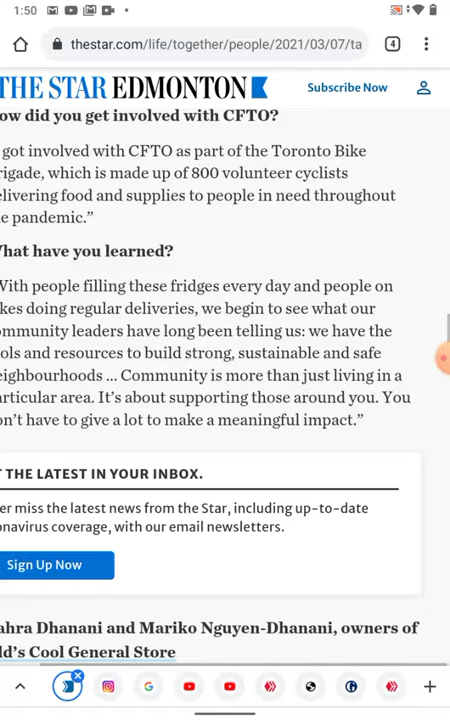 1:50
thestar.com/life/together/people/2021/03/07/ta
4
THE STAR EDMONTON
Subscribe Now
ow did you get involved with CFTO?
got involved with CFTO as part of the Toronto Bike
rigade, which is made up of 800 volunteer cyclists
elivering food and supplies to people in need throughout
e pandemic.”
What have you learned?
With people filling these fridges every day and people on
kes doing regular deliveries, we begin to see what our
ommunity leaders have long been telling us: we have the
ols and resources to build strong, sustainable and safe
eighbourhoods ... Community is more than just living in a
articular area. It’s about supporting those around you. You
on’t have to give a lot to make a meaningful impact.”
T THE LATEST IN YOUR INBOX.
er miss the latest news from the Star, including up-to-date
onavirus coverage, with our email newsletters.
Sign Up Now
ahra Dhanani and Mariko Nguyen-Dhanani, owners of
ld’s Cool General Store